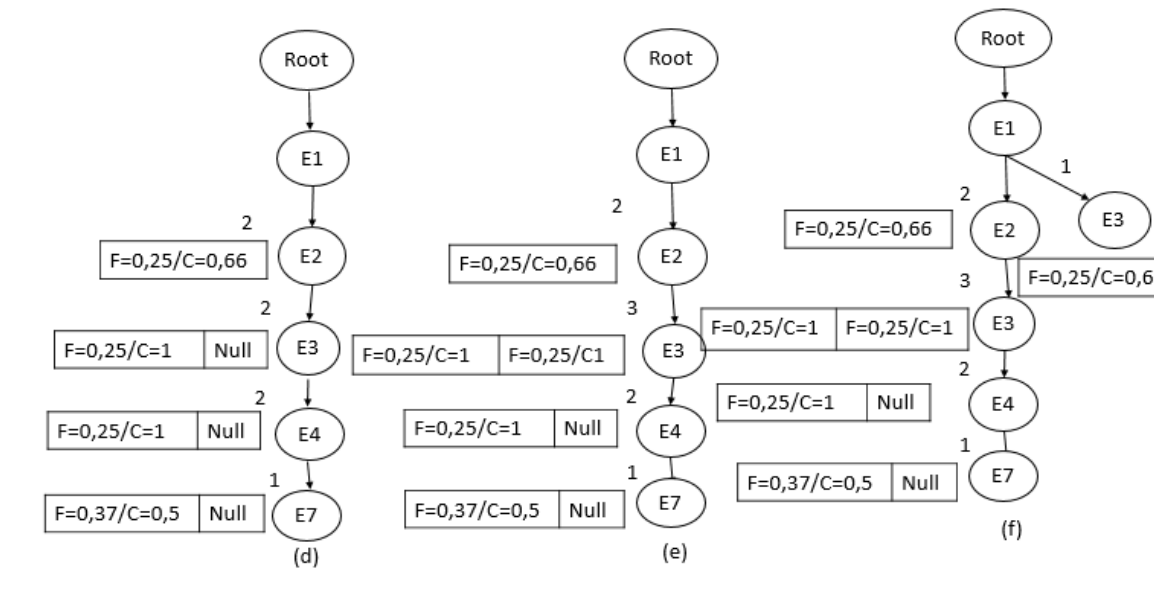 Root
E1
2
F=0,25/C=0,66
E2
2
F=0,25/C=1 Null
E3
2
F=0,25/C=1 Null
E4
1
F=0,37/C=0,5 Null
E7
(d)
Root
E1
2
F=0,25/C=0,66
E2
3
F=0,25/C=1 F=0,25/C1
E3
2
F=0,25/C=1 Null
E4
1
F=0,37/C=0,5 Null
E7
(e)
Root
E1
1
2
F=0,25/C=0,66
E2
E3
F=0,25/C=0,6
3
F=0,25/C=1 F=0,25/C=1
E3
2
F=0,25/C=1 Null
E4
1
F=0,37/C=0,5 Null
E7
(f)